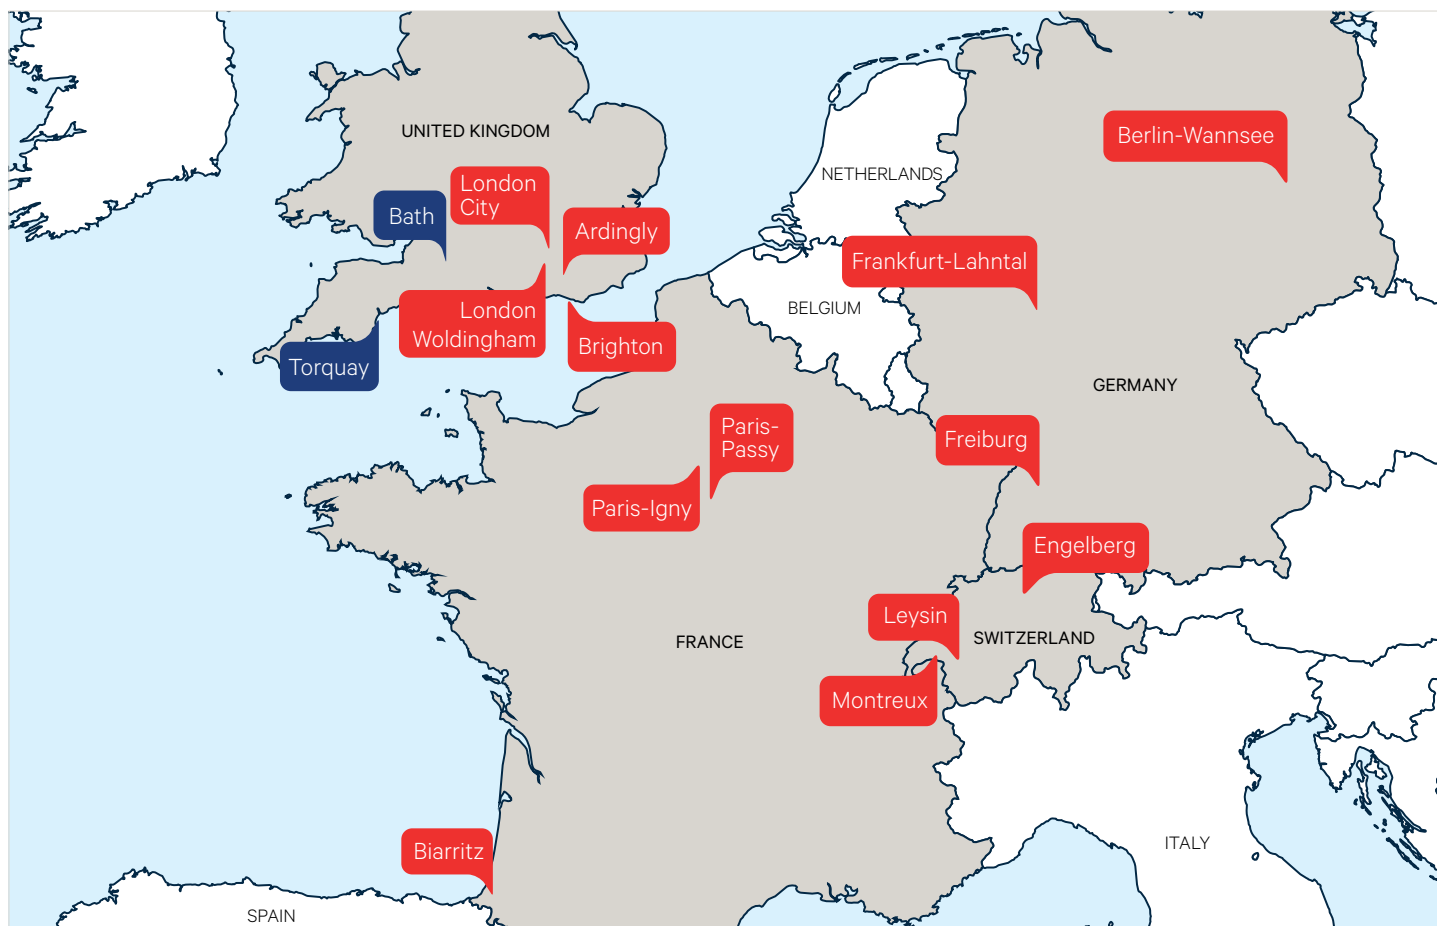 UNITED KINGDOM
Berlin-Wannsee
NETHERLANDS
London
City
Bath
Ardingly
Frankfurt-Lahntal
London
Woldingham
BELGIUM
Brighton
Torquay
GERMANY
Paris-
Passy
Freiburg
Paris-Igny
Engelberg
Leysin
SWITZERLAND
FRANCE
Montreux
ITALY
Biarritz
SPAIN